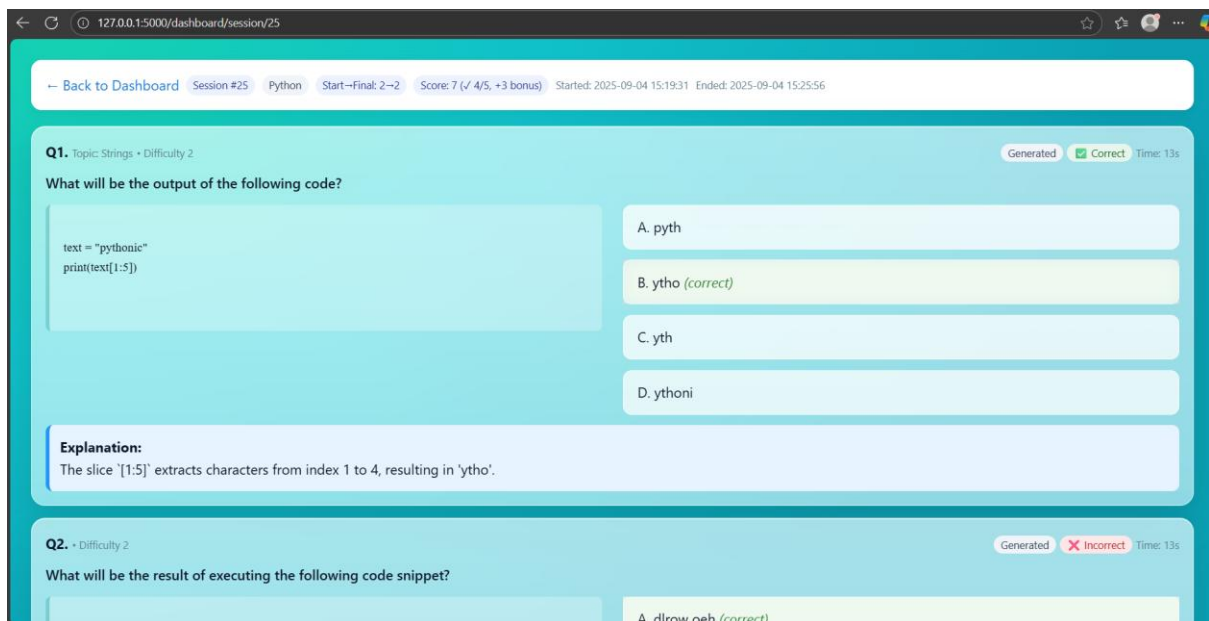 127.0.0.1:5000/dashboard/session/25
← Back to Dashboard Session #25 Python Start→Final: 2→2 Score: 7 (✓ 4/5, +3 bonus) Started: 2025-09-04 15:19:31 Ended: 2025-09-04 15:25:56
Q1. Topic: Strings • Difficulty 2 Generated ✅ Correct Time: 13s
What will be the output of the following code?
text = "pythonic"
print(text[1:5])
A. pyth
B. ytho (correct)
C. yth
D. ythoni
Explanation:
The slice `[1:5]` extracts characters from index 1 to 4, resulting in 'ytho'.
Q2. • Difficulty 2 Generated ❌ Incorrect Time: 13s
What will be the result of executing the following code snippet?
A. dlrow oeh (correct)